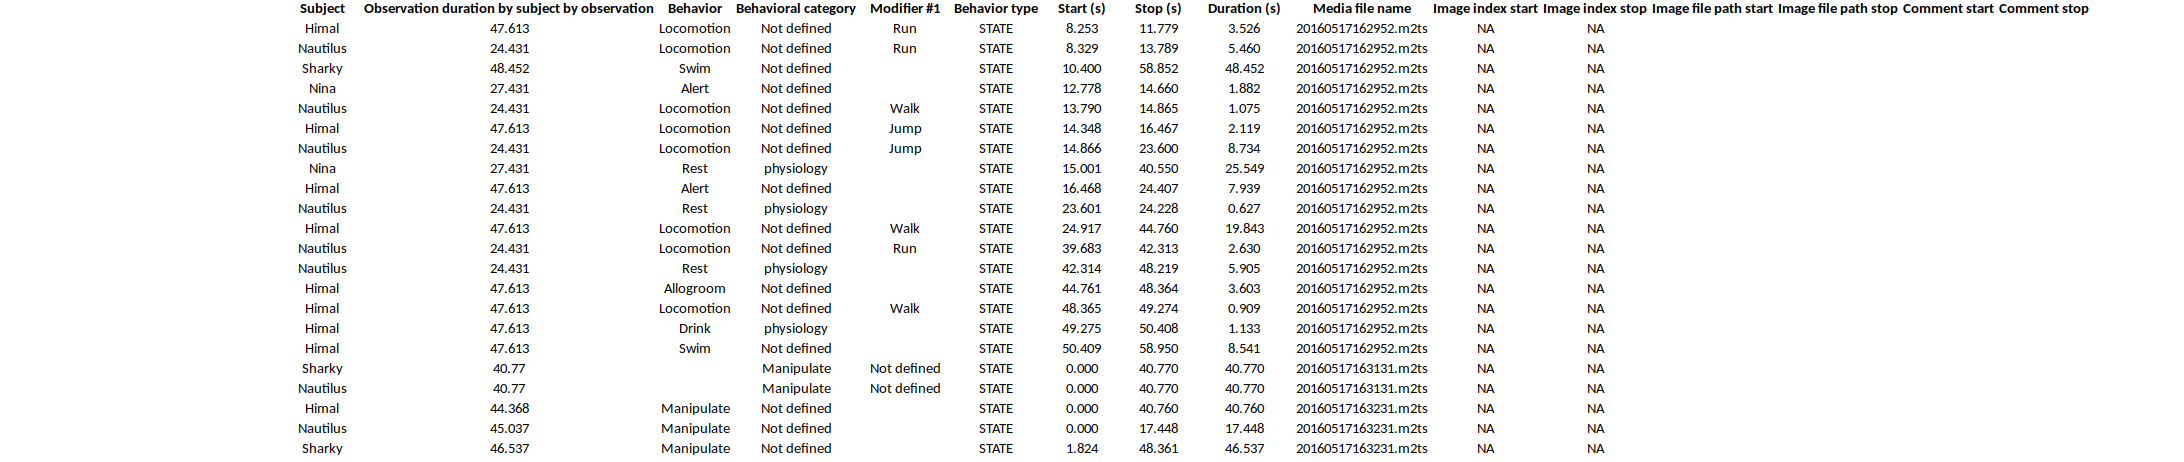 Subject Observation duration by subject by observation Behavior Behavioral category Modifier #1 Behavior type Start (s) Stop (s) Duration (s) Media file name Image index start Image index stop Image file path start Image file path stop Comment start Comment stop
Himal 47.613 Locomotion Not defined Run STATE 8.253 11.779 3.526 20160517162952.m2ts NA NA
Nautilus 24.431 Locomotion Not defined Run STATE 8.329 13.789 5.460 20160517162952.m2ts NA NA
Sharky 48.452 Swim Not defined STATE 10.400 58.852 48.452 20160517162952.m2ts NA NA
Nina 27.431 Alert Not defined STATE 12.778 14.660 1.882 20160517162952.m2ts NA NA
Nautilus 24.431 Locomotion Not defined Walk STATE 13.790 14.865 1.075 20160517162952.m2ts NA NA
Himal 47.613 Locomotion Not defined Jump STATE 14.348 16.467 2.119 20160517162952.m2ts NA NA
Nautilus 24.431 Locomotion Not defined Jump STATE 14.866 23.600 8.734 20160517162952.m2ts NA NA
Nina 27.431 Rest physiology STATE 15.001 40.550 25.549 20160517162952.m2ts NA NA
Himal 47.613 Alert Not defined STATE 16.468 24.407 7.939 20160517162952.m2ts NA NA
Nautilus 24.431 Rest physiology STATE 23.601 24.228 0.627 20160517162952.m2ts NA NA
Himal 47.613 Locomotion Not defined Walk STATE 24.917 44.760 19.843 20160517162952.m2ts NA NA
Nautilus 24.431 Locomotion Not defined Run STATE 39.683 42.313 2.630 20160517162952.m2ts NA NA
Nautilus 24.431 Rest physiology STATE 42.314 48.219 5.905 20160517162952.m2ts NA NA
Himal 47.613 Allogroom Not defined STATE 44.761 48.364 3.603 20160517162952.m2ts NA NA
Himal 47.613 Locomotion Not defined Walk STATE 48.365 49.274 0.909 20160517162952.m2ts NA NA
Himal 47.613 Drink physiology STATE 49.275 50.408 1.133 20160517162952.m2ts NA NA
Himal 47.613 Swim Not defined STATE 50.409 58.950 8.541 20160517162952.m2ts NA NA
Sharky 40.77 Manipulate Not defined STATE 0.000 40.770 40.770 20160517163131.m2ts NA NA
Nautilus 40.77 Manipulate Not defined STATE 0.000 40.770 40.770 20160517163131.m2ts NA NA
Himal 44.368 Manipulate Not defined STATE 0.000 40.760 40.760 20160517163231.m2ts NA NA
Nautilus 45.037 Manipulate Not defined STATE 0.000 17.448 17.448 20160517163231.m2ts NA NA
Sharky 46.537 Manipulate Not defined STATE 1.824 48.361 46.537 20160517163231.m2ts NA NA